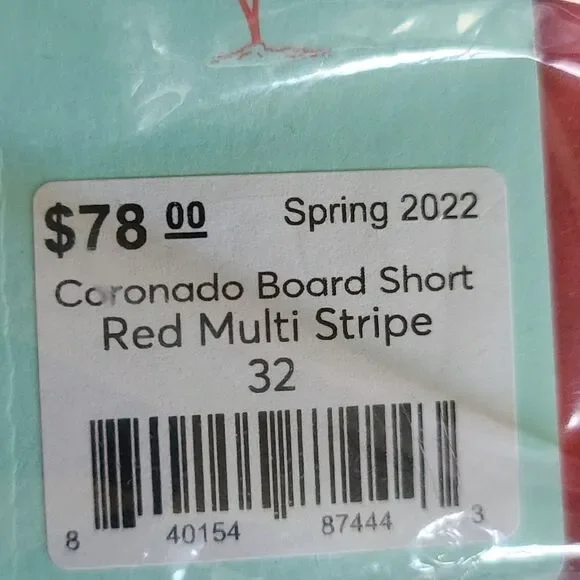 $78 00 Spring 2022
Coronado Board Short
Red Multi Stripe
32
8 40154 87444 3